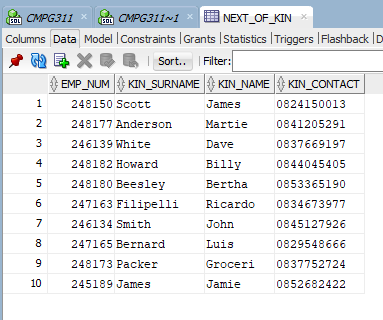 CMPG311 CMPG311~1 NEXT_OF_KIN
Columns Data Model Constraints Grants Statistics Triggers Flashback D
Sort.. Filter:
EMP_NUM KIN_SURNAME KIN_NAME KIN_CONTACT
1 248150 Scott James 0824150013
2 248177 Anderson Martie 0841205291
3 246139 White Dave 0837669197
4 248182 Howard Billy 0844045405
5 248180 Beesley Bertha 0853365190
6 247163 Filipelli Ricardo 0834673977
7 246134 Smith John 0845127926
8 247165 Bernard Luis 0829548666
9 248173 Packer Groceri 0837752724
10 245189 James Jamie 0852682422